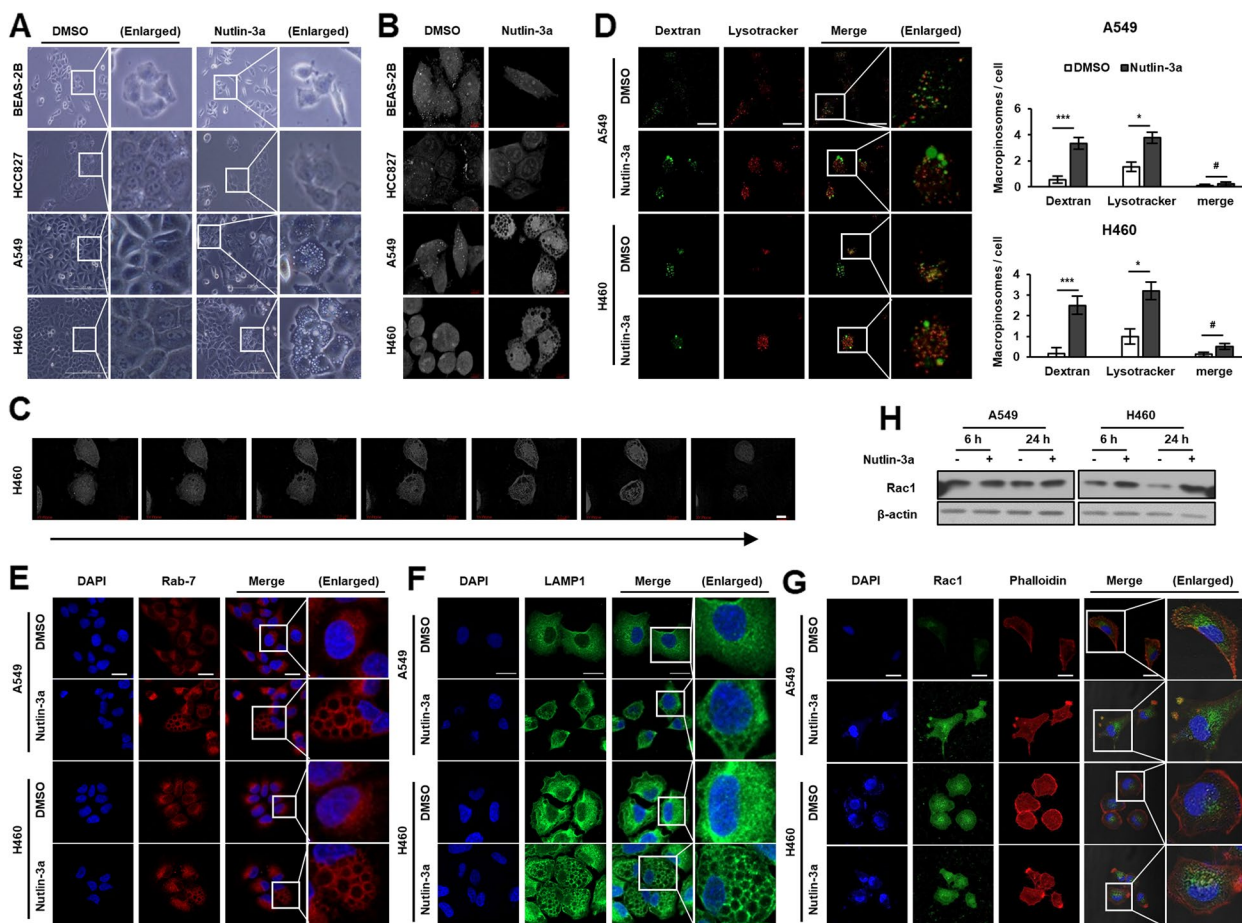 A
DMSO (Enlarged) Nutlin-3a (Enlarged)
BEAS-2B
HCC827
A549
H460
B
DMSO Nutlin-3a
BEAS-2B
HCC827
A549
H460
C
H460
D
Dextran Lysotracker Merge (Enlarged)
A549
DMSO
Nutlin-3a
H460
DMSO
Nutlin-3a
A549
DMSO Nutlin-3a
Macropinosomes / cell
6
4
2
0
*** * #
Dextran Lysotracker merge
H460
Macropinosomes / cell
4
3
2
1
0
*** * #
Dextran Lysotracker merge
E
DAPI Rab-7 Merge (Enlarged)
A549
DMSO
Nutlin-3a
H460
DMSO
Nutlin-3a
F
DAPI LAMP1 Merge (Enlarged)
A549
DMSO
Nutlin-3a
H460
DMSO
Nutlin-3a
G
DAPI Rac1 Phalloidin Merge (Enlarged)
A549
DMSO
Nutlin-3a
H460
DMSO
Nutlin-3a
H
A549 H460
6 h 24 h 6 h 24 h
Nutlin-3a - + - + - + - +
Rac1
β-actin